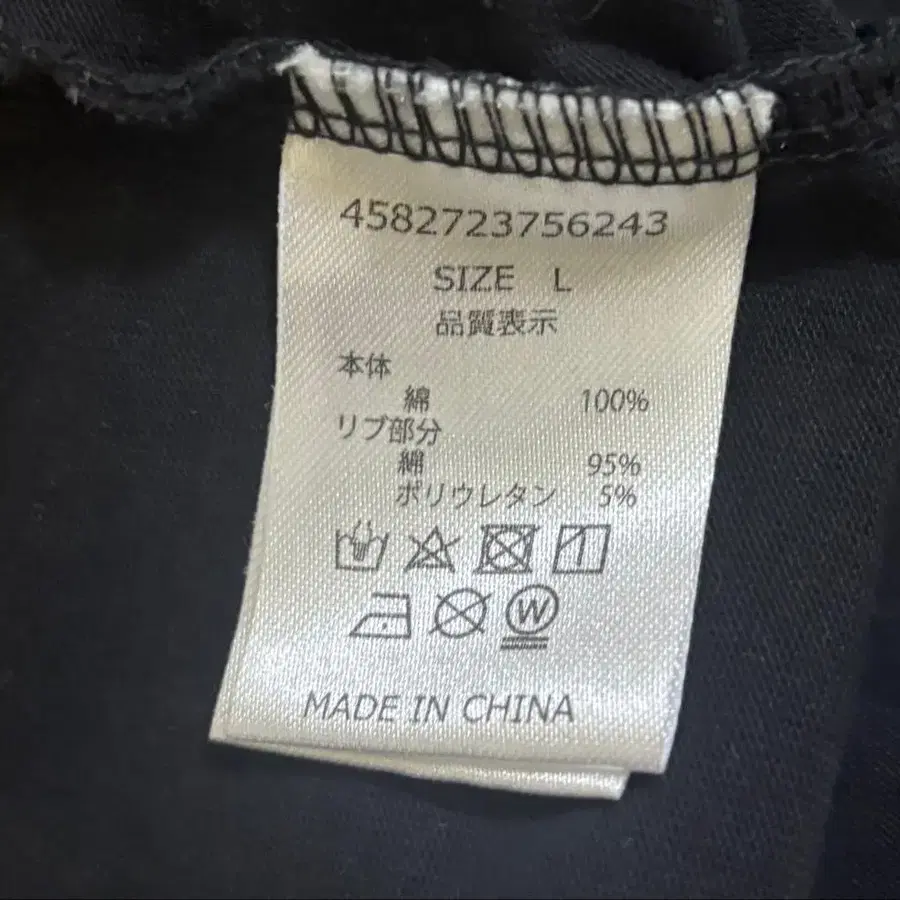 4582723756243
SIZE L
品質表示
本体
綿 100%
リブ部分
綿 95%
ポリウレタン 5%
W
MADE IN CHINA